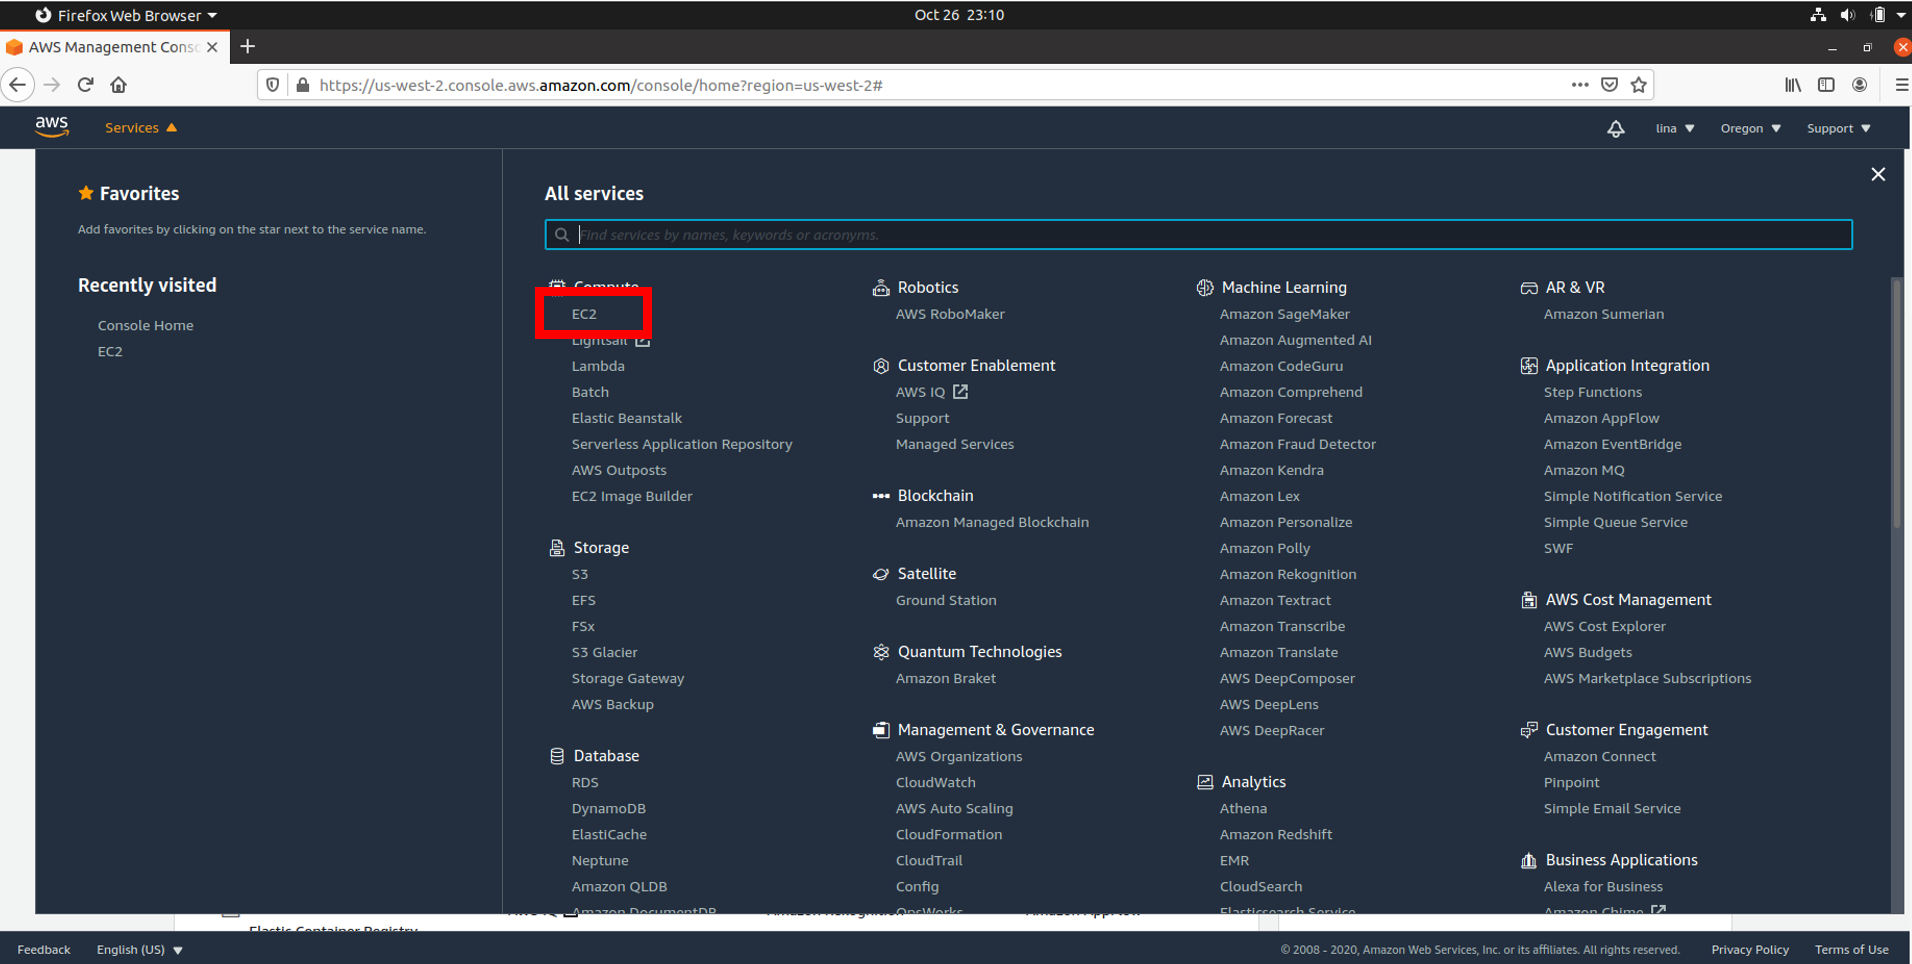 Firefox Web Browser
Oct 26 23:10
AWS Management Conso
https://us-west-2.console.aws.amazon.com/console/home?region=us-west-2#
aws
Services
lina
Oregon
Support
Favorites
Add favorites by clicking on the star next to the service name.
Recently visited
Console Home
EC2
All services
Find services by names, keywords or acronyms.
Compute
EC2
Lightsail
Lambda
Batch
Elastic Beanstalk
Serverless Application Repository
AWS Outposts
EC2 Image Builder
Storage
S3
EFS
FSx
S3 Glacier
Storage Gateway
AWS Backup
Database
RDS
DynamoDB
ElastiCache
Neptune
Amazon QLDB
Amazon DocumentDB
Robotics
AWS RoboMaker
Customer Enablement
AWS IQ
Support
Managed Services
Blockchain
Amazon Managed Blockchain
Satellite
Ground Station
Quantum Technologies
Amazon Braket
Management & Governance
AWS Organizations
CloudWatch
AWS Auto Scaling
CloudFormation
CloudTrail
Config
OpsWorks
Machine Learning
Amazon SageMaker
Amazon Augmented AI
Amazon CodeGuru
Amazon Comprehend
Amazon Forecast
Amazon Fraud Detector
Amazon Kendra
Amazon Lex
Amazon Personalize
Amazon Polly
Amazon Rekognition
Amazon Textract
Amazon Transcribe
Amazon Translate
AWS DeepComposer
AWS DeepLens
AWS DeepRacer
Analytics
Athena
Amazon Redshift
EMR
CloudSearch
Elasticsearch Service
AR & VR
Amazon Sumerian
Application Integration
Step Functions
Amazon AppFlow
Amazon EventBridge
Amazon MQ
Simple Notification Service
Simple Queue Service
SWF
AWS Cost Management
AWS Cost Explorer
AWS Budgets
AWS Marketplace Subscriptions
Customer Engagement
Amazon Connect
Pinpoint
Simple Email Service
Business Applications
Alexa for Business
Amazon Chime
AWS IQ
Amazon Rekognition
Amazon AppFlow
Elastic Container Registry
Feedback
English (US)
© 2008 - 2020, Amazon Web Services, Inc. or its affiliates. All rights reserved.
Privacy Policy
Terms of Use